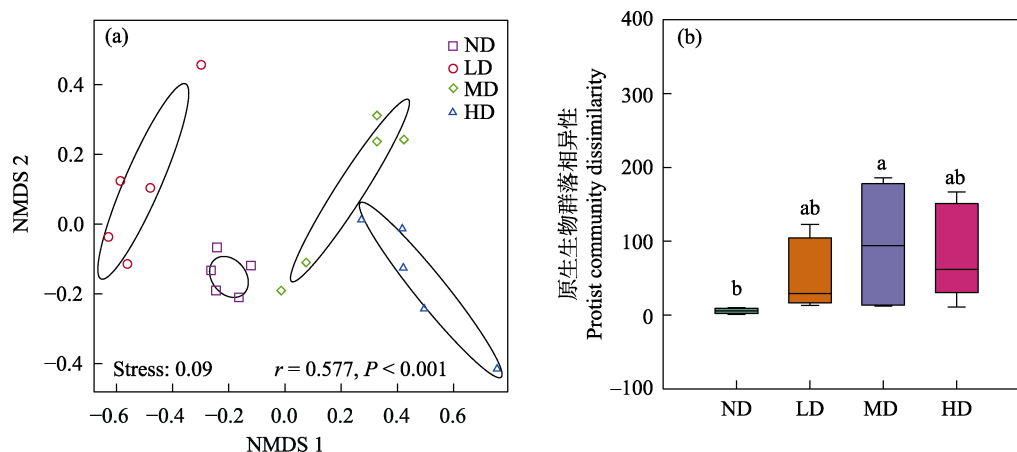 (a)
ND
LD
MD
HD
NMDS 2
0.4
0.2
0.0
−0.2
−0.4
Stress: 0.09
r = 0.577, P < 0.001
−0.6
−0.4
−0.2
0.0
0.2
0.4
0.6
NMDS 1
(b)
原生生物群落相异性
Protist community dissimilarity
400
300
200
100
0
−100
b
ab
a
ab
ND
LD
MD
HD